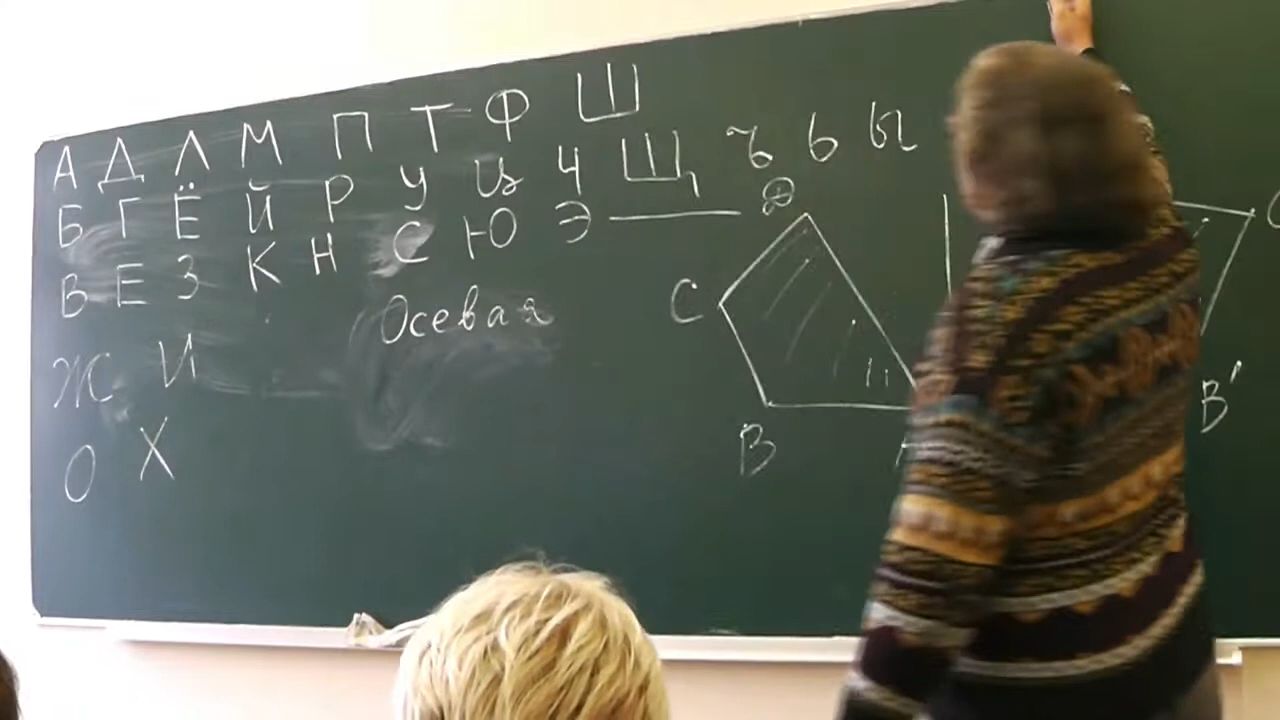 А Д Л М П Т Ф Ш
Б Г Ё Й Р У Ц Ч Щ Ъ Ь Ы
В Е З К Н С Ю Э
Осевая
Ж И
О Х
D
C
B
B'